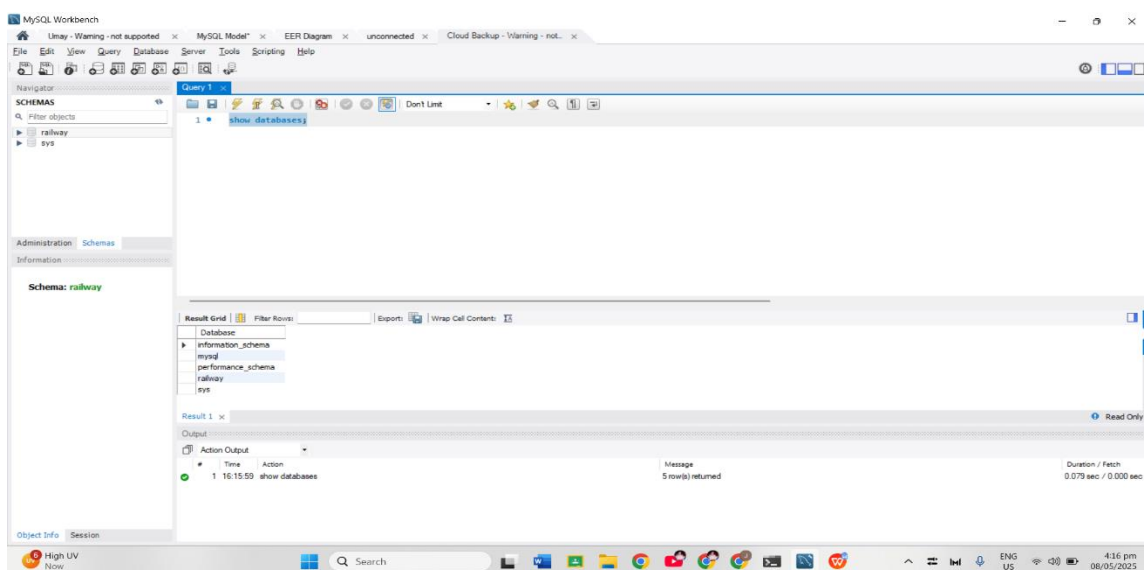 MySQL Workbench
Umay - Warning - not supported MySQL Model* EER Diagram unconnected Cloud Backup - Warning - not...
File Edit View Query Database Server Tools Scripting Help
Navigator Query 1
SCHEMAS
Don't Limit
Filter objects
1 show databases;
railway
sys
Administration Schemas
Information
Schema: railway
Result Grid Filter Rows: Export: Wrap Cell Content:
Database
information_schema
mysql
performance_schema
railway
sys
Result 1 Read Only
Output
Action Output
# Time Action Message Duration / Fetch
1 16:15:59 show databases 5 row(s) returned 0.079 sec / 0.000 sec
Object Info Session
6 High UV
Now
Search
ENG
US
4:16 pm
08/05/2025